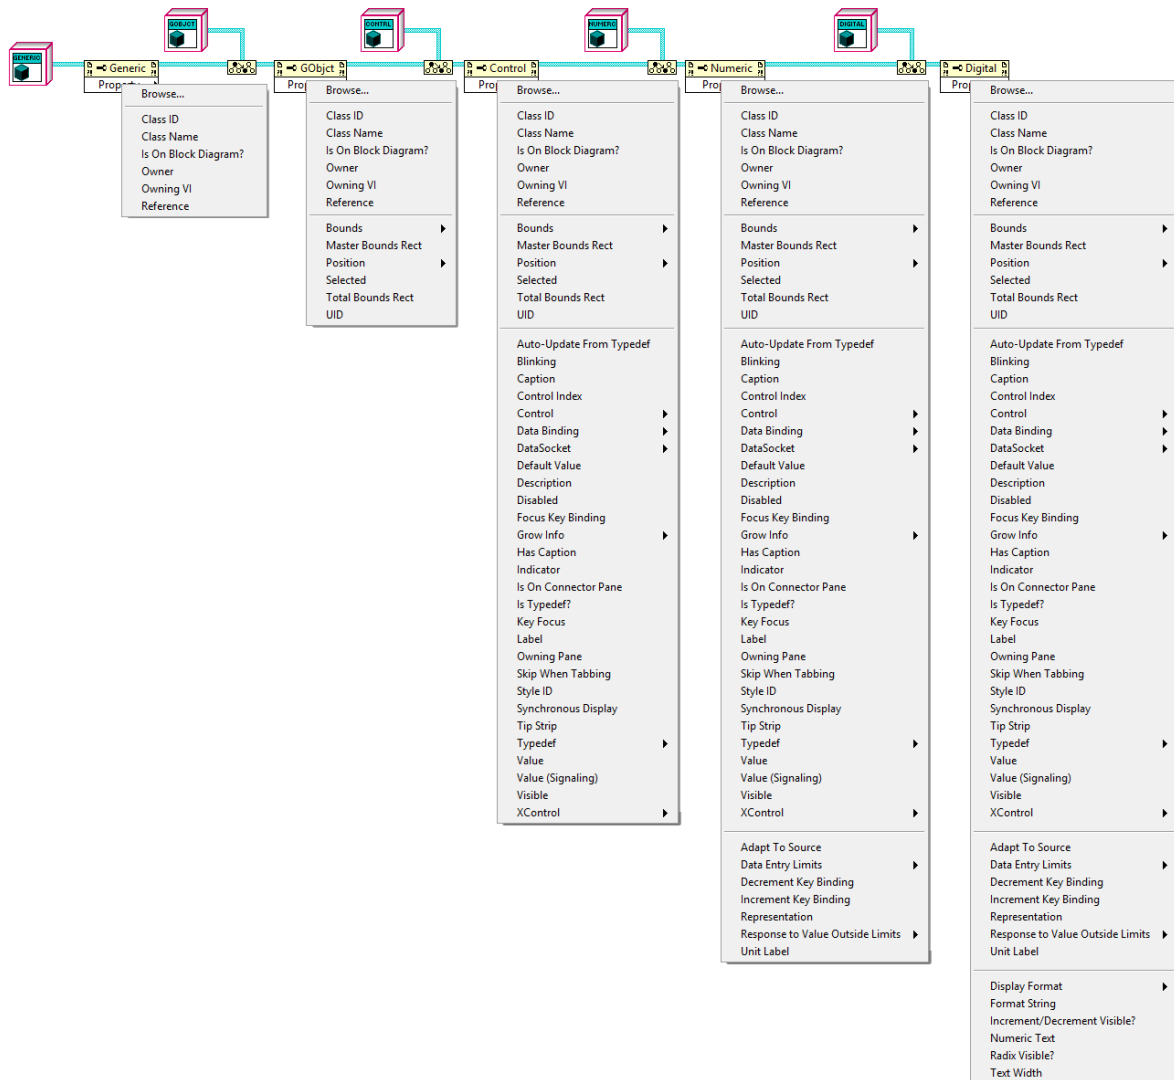 GENERIC
GOBJCT
CONTRL
NUMERC
DIGITAL
Generic
GObjct
Control
Numeric
Digital
Browse...
Class ID
Class Name
Is On Block Diagram?
Owner
Owning VI
Reference
Browse...
Class ID
Class Name
Is On Block Diagram?
Owner
Owning VI
Reference
Bounds
Master Bounds Rect
Position
Selected
Total Bounds Rect
UID
Browse...
Class ID
Class Name
Is On Block Diagram?
Owner
Owning VI
Reference
Bounds
Master Bounds Rect
Position
Selected
Total Bounds Rect
UID
Auto-Update From Typedef
Blinking
Caption
Control Index
Control
Data Binding
DataSocket
Default Value
Description
Disabled
Focus Key Binding
Grow Info
Has Caption
Indicator
Is On Connector Pane
Is Typedef?
Key Focus
Label
Owning Pane
Skip When Tabbing
Style ID
Synchronous Display
Tip Strip
Typedef
Value
Value (Signaling)
Visible
XControl
Browse...
Class ID
Class Name
Is On Block Diagram?
Owner
Owning VI
Reference
Bounds
Master Bounds Rect
Position
Selected
Total Bounds Rect
UID
Auto-Update From Typedef
Blinking
Caption
Control Index
Control
Data Binding
DataSocket
Default Value
Description
Disabled
Focus Key Binding
Grow Info
Has Caption
Indicator
Is On Connector Pane
Is Typedef?
Key Focus
Label
Owning Pane
Skip When Tabbing
Style ID
Synchronous Display
Tip Strip
Typedef
Value
Value (Signaling)
Visible
XControl
Adapt To Source
Data Entry Limits
Decrement Key Binding
Increment Key Binding
Representation
Response to Value Outside Limits
Unit Label
Browse...
Class ID
Class Name
Is On Block Diagram?
Owner
Owning VI
Reference
Bounds
Master Bounds Rect
Position
Selected
Total Bounds Rect
UID
Auto-Update From Typedef
Blinking
Caption
Control Index
Control
Data Binding
DataSocket
Default Value
Description
Disabled
Focus Key Binding
Grow Info
Has Caption
Indicator
Is On Connector Pane
Is Typedef?
Key Focus
Label
Owning Pane
Skip When Tabbing
Style ID
Synchronous Display
Tip Strip
Typedef
Value
Value (Signaling)
Visible
XControl
Adapt To Source
Data Entry Limits
Decrement Key Binding
Increment Key Binding
Representation
Response to Value Outside Limits
Unit Label
Display Format
Format String
Increment/Decrement Visible?
Numeric Text
Radix Visible?
Text Width